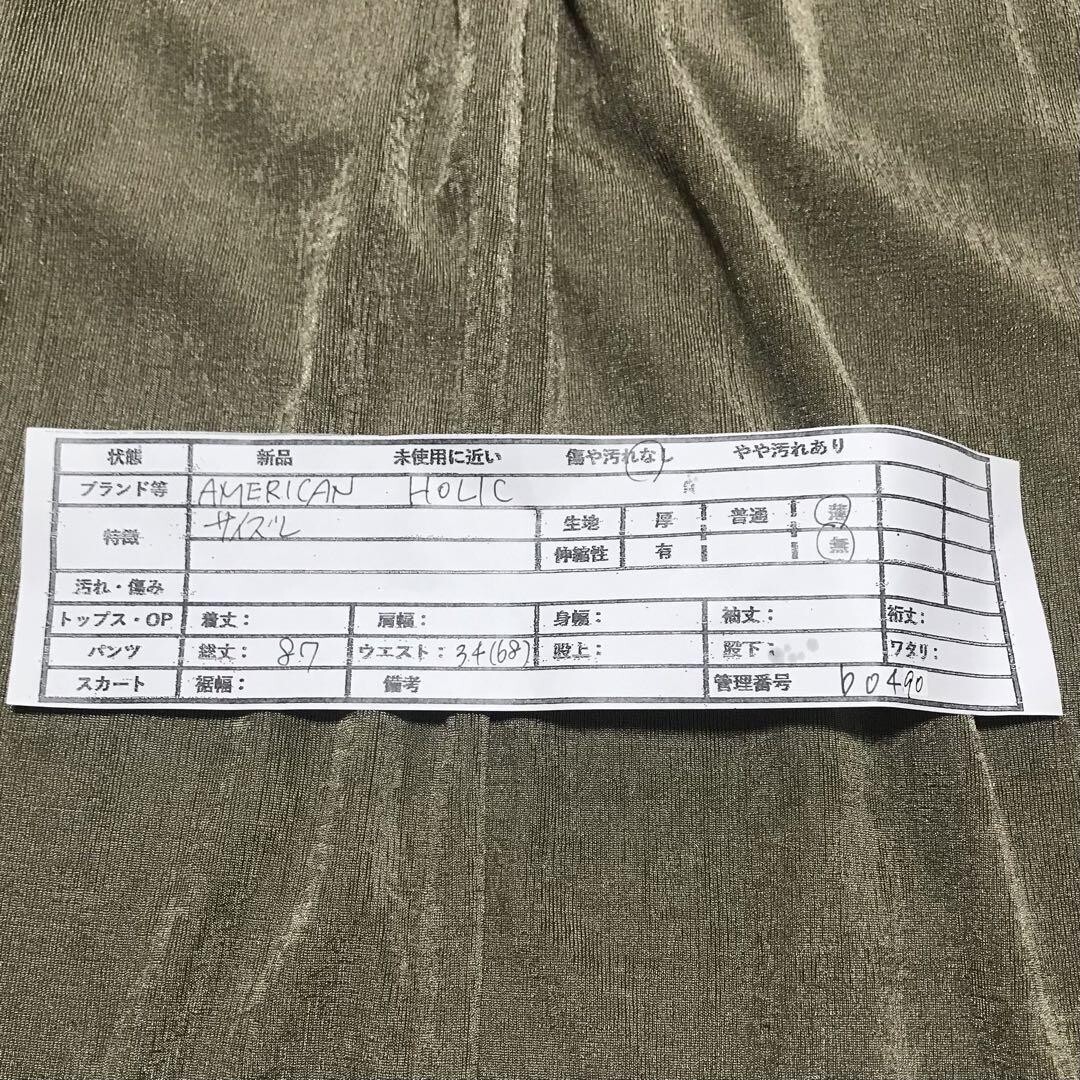 状態 新品 未使用に近い 傷や汚れなし やや汚れあり
ブランド等 AMERICAN HOLIC
特徴 サイズL 生地 厚 普通 薄
伸縮性 有 無
汚れ・傷み
トップス・OP 着丈： 肩幅： 身幅： 袖丈： 裄丈：
パンツ 総丈： 87 ウエスト： 34(68) 股上： 股下： ワタリ：
スカート 裾幅： 備考 管理番号 b0490